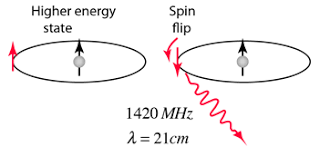 Higher energy
state
Spin
flip
1420 MHz
λ = 21cm